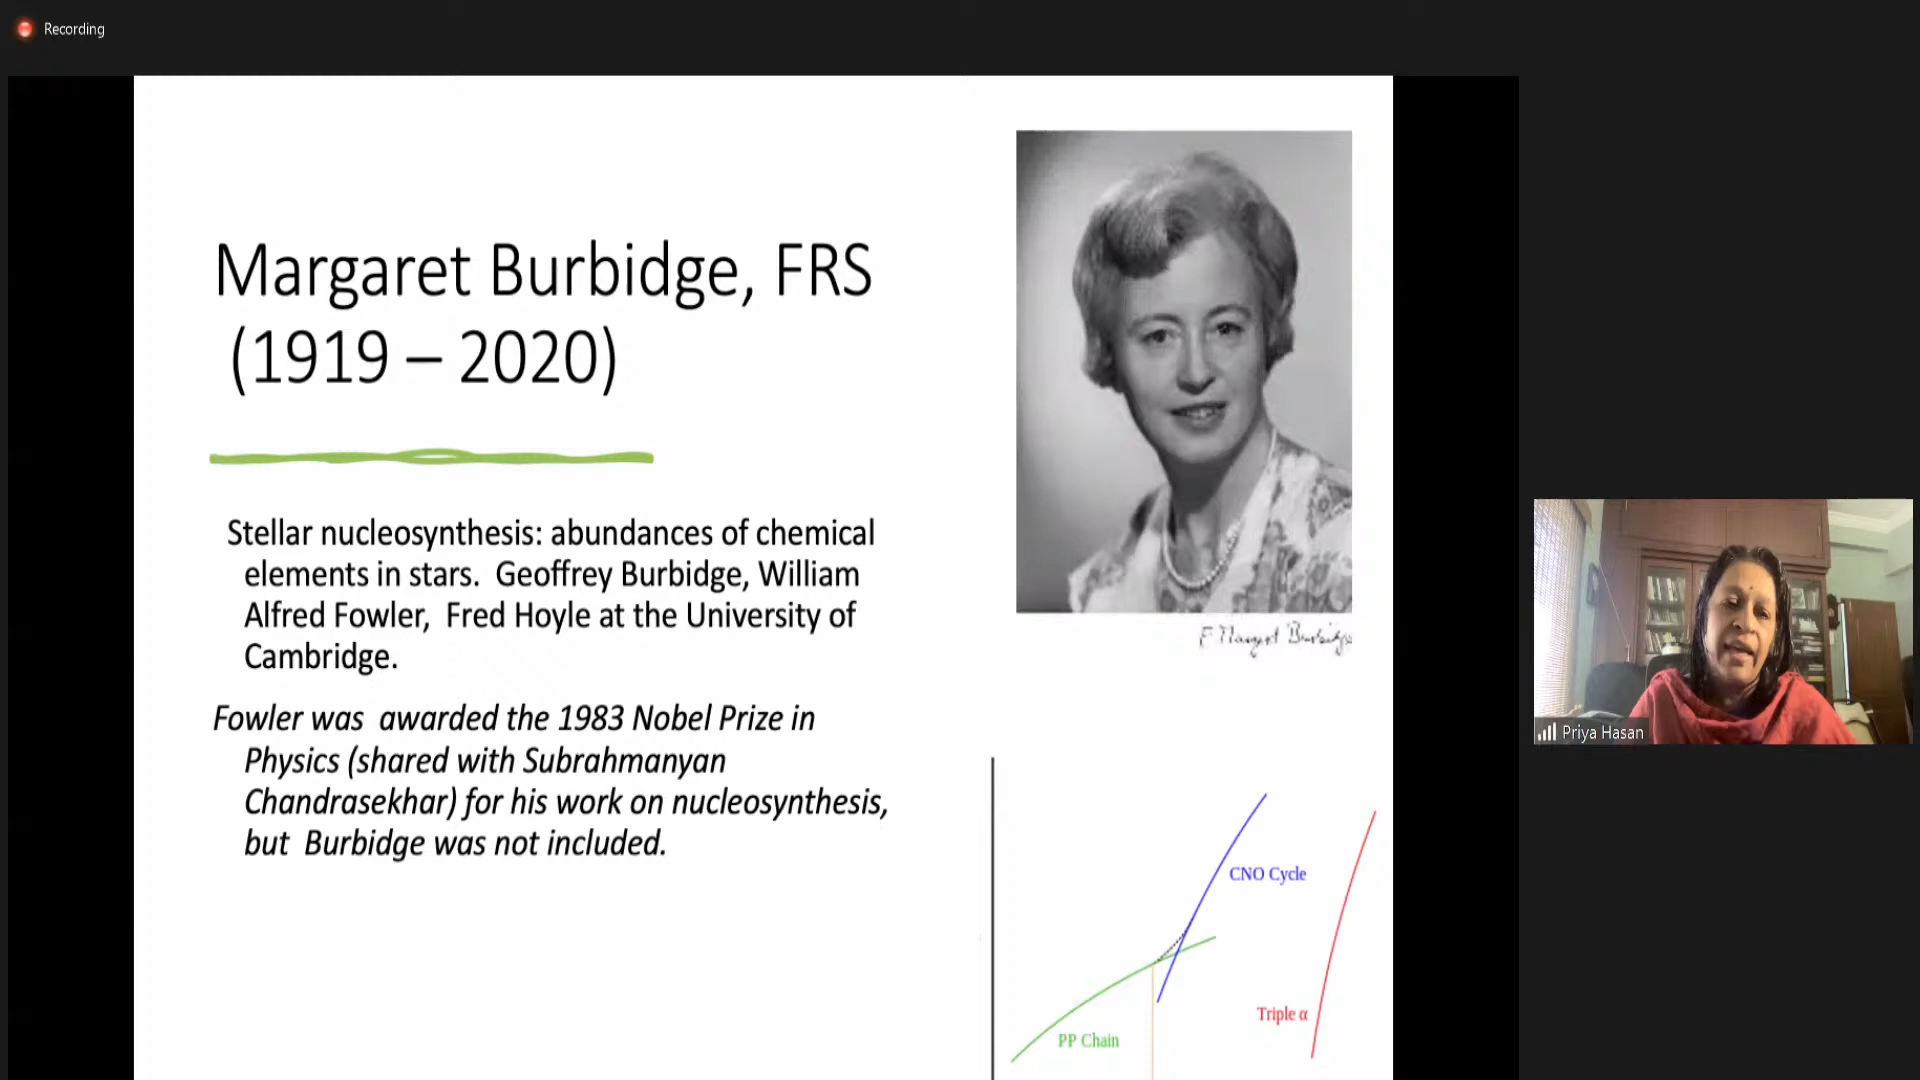 Recording
Margaret Burbidge, FRS
(1919 – 2020)
Stellar nucleosynthesis: abundances of chemical
elements in stars. Geoffrey Burbidge, William
Alfred Fowler, Fred Hoyle at the University of
Cambridge.
Fowler was awarded the 1983 Nobel Prize in
Physics (shared with Subrahmanyan
Chandrasekhar) for his work on nucleosynthesis,
but Burbidge was not included.
E. Margaret Burbidge
CNO Cycle
Triple α
PP Chain
Priya Hasan